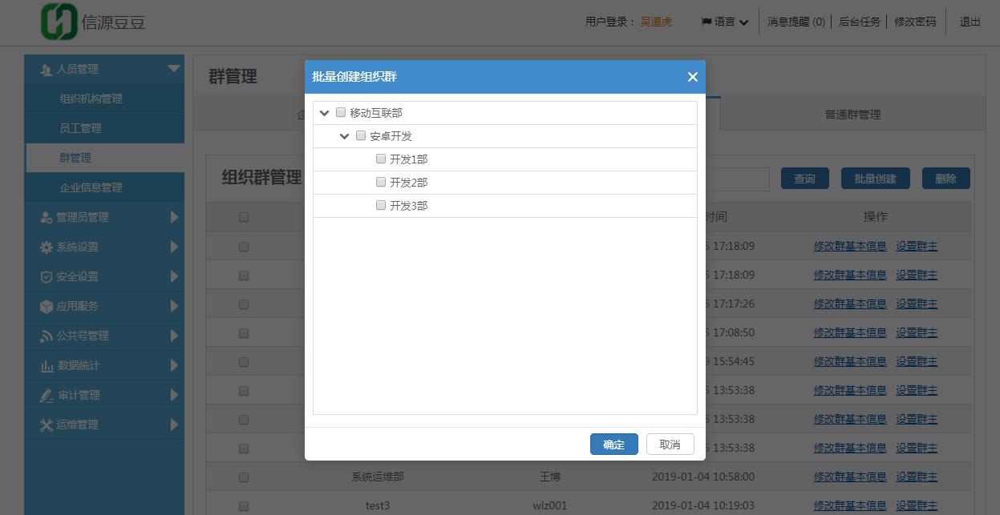 信源豆豆
用户登录： 吴道虎 语言 消息提醒 (0) 后台任务 修改密码 退出
人员管理
组织机构管理
员工管理
群管理
企业信息管理
管理员管理
系统设置
安全设置
应用服务
公共号管理
数据统计
审计管理
运维管理
群管理
普通群管理
组织群管理
查询 批量创建 删除
时间 操作
17:18:09 修改群基本信息 设置群主
17:18:09 修改群基本信息 设置群主
17:17:26 修改群基本信息 设置群主
17:08:50 修改群基本信息 设置群主
15:54:45 修改群基本信息 设置群主
13:53:38 修改群基本信息 设置群主
13:53:38 修改群基本信息 设置群主
13:53:38 修改群基本信息 设置群主
系统运维部 王博 2019-01-04 10:58:00 修改群基本信息 设置群主
test3 wlz001 2019-01-04 10:19:03 修改群基本信息 设置群主
批量创建组织群
移动互联部
安卓开发
开发1部
开发2部
开发3部
确定 取消